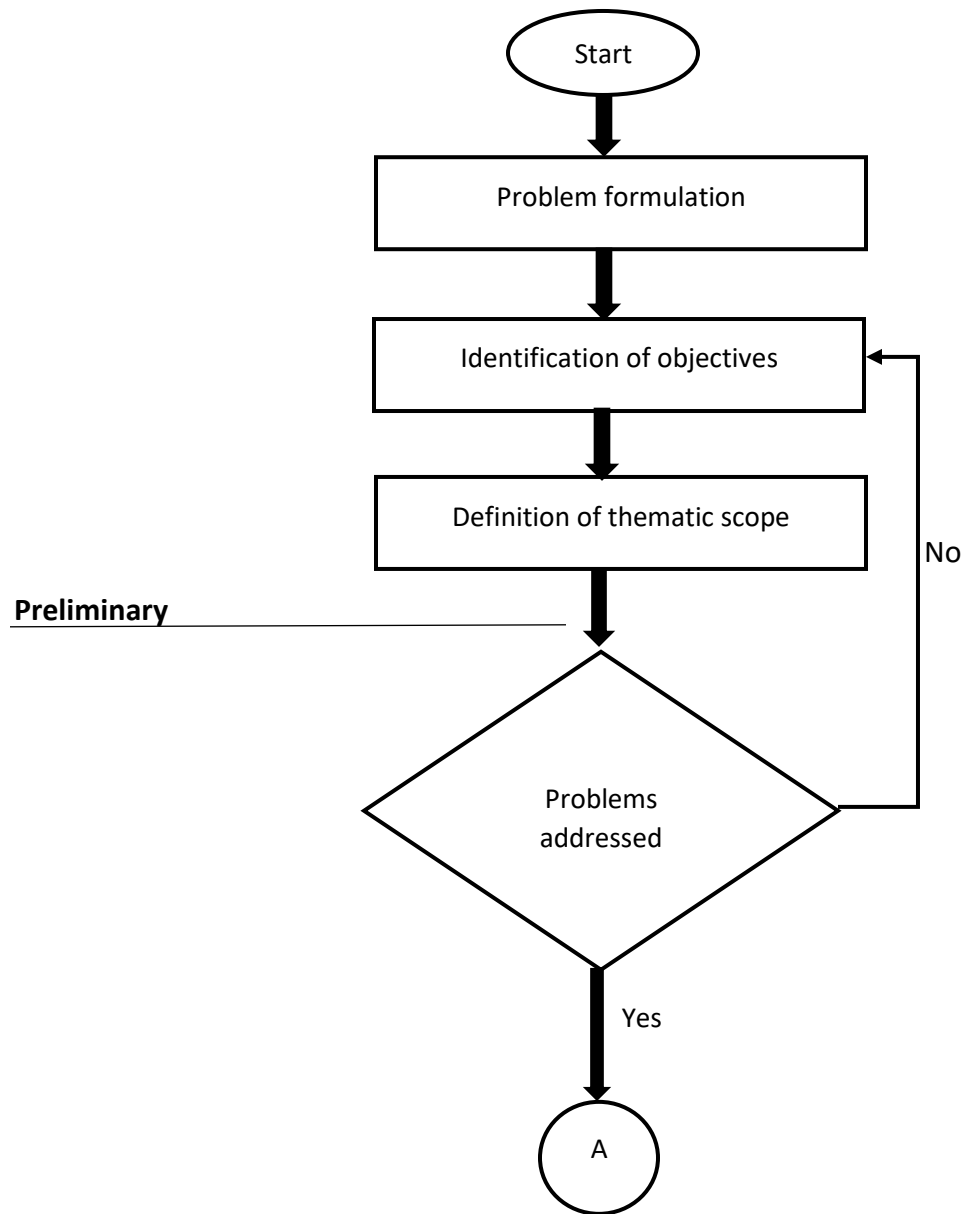 Start
Problem formulation
Identification of objectives
Definition of thematic scope
No
Preliminary
Problems
addressed
Yes
A